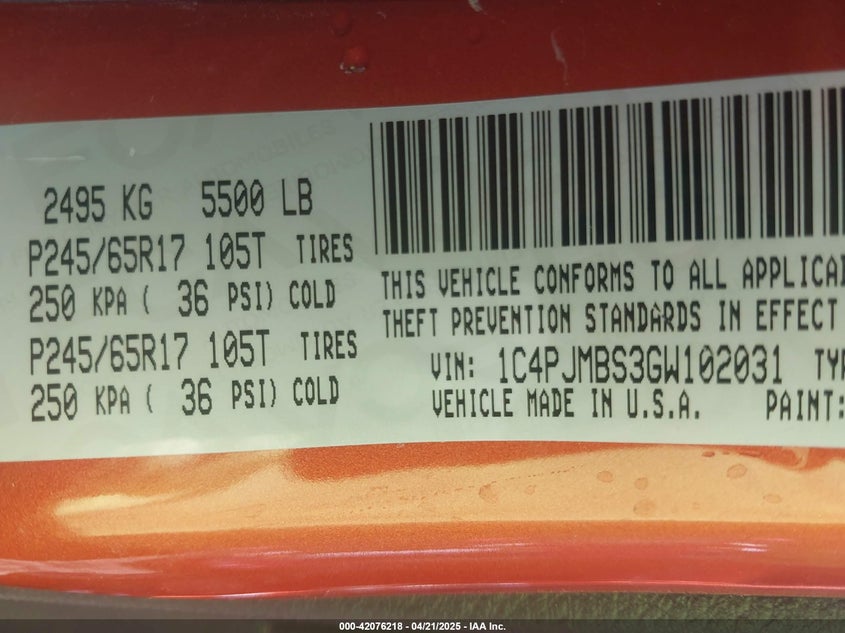 2495 KG 5500 LB
P245/65R17 105T TIRES
250 KPA ( 36 PSI) COLD
P245/65R17 105T TIRES
250 KPA ( 36 PSI) COLD
THIS VEHICLE CONFORMS TO ALL APPLICA
THEFT PREVENTION STANDARDS IN EFFECT
VIN: 1C4PJMBS3GW102031 TYP
VEHICLE MADE IN U.S.A. PAINT:
000-42076218 - 04/21/2025 - IAA Inc.